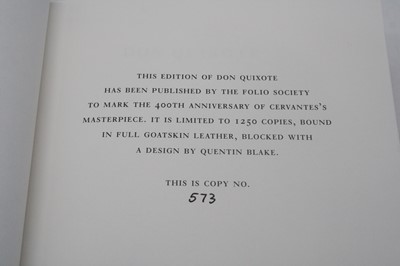 THIS EDITION OF DON QUIXOTE
HAS BEEN PUBLISHED BY THE FOLIO SOCIETY
TO MARK THE 400TH ANNIVERSARY OF CERVANTES'S
MASTERPIECE. IT IS LIMITED TO 1250 COPIES, BOUND
IN FULL GOATSKIN LEATHER, BLOCKED WITH
A DESIGN BY QUENTIN BLAKE.
THIS IS COPY NO.
573